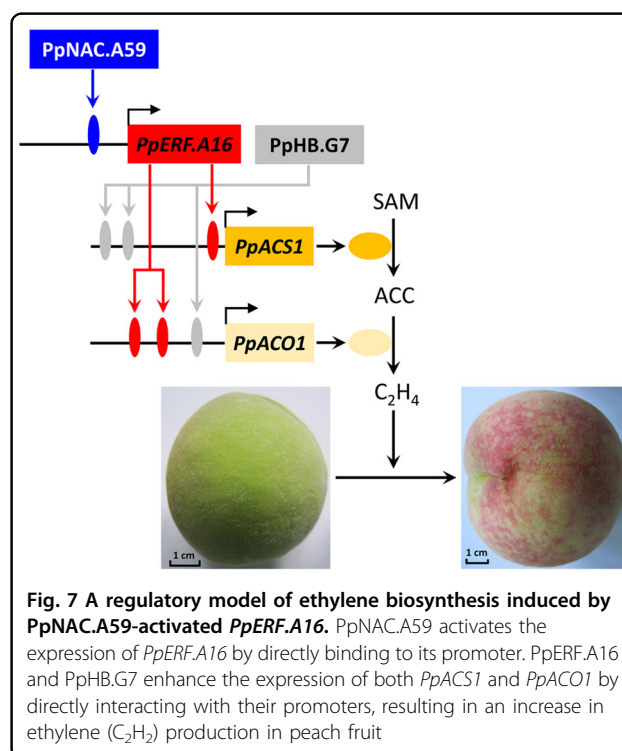 PpNAC.A59
PpERF.A16
PpHB.G7
SAM
PpACS1
ACC
PpACO1
C₂H₄
1 cm
1 cm
Fig. 7 A regulatory model of ethylene biosynthesis induced by
PpNAC.A59-activated PpERF.A16. PpNAC.A59 activates the
expression of PpERF.A16 by directly binding to its promoter. PpERF.A16
and PpHB.G7 enhance the expression of both PpACS1 and PpACO1 by
directly interacting with their promoters, resulting in an increase in
ethylene (C₂H₂) production in peach fruit